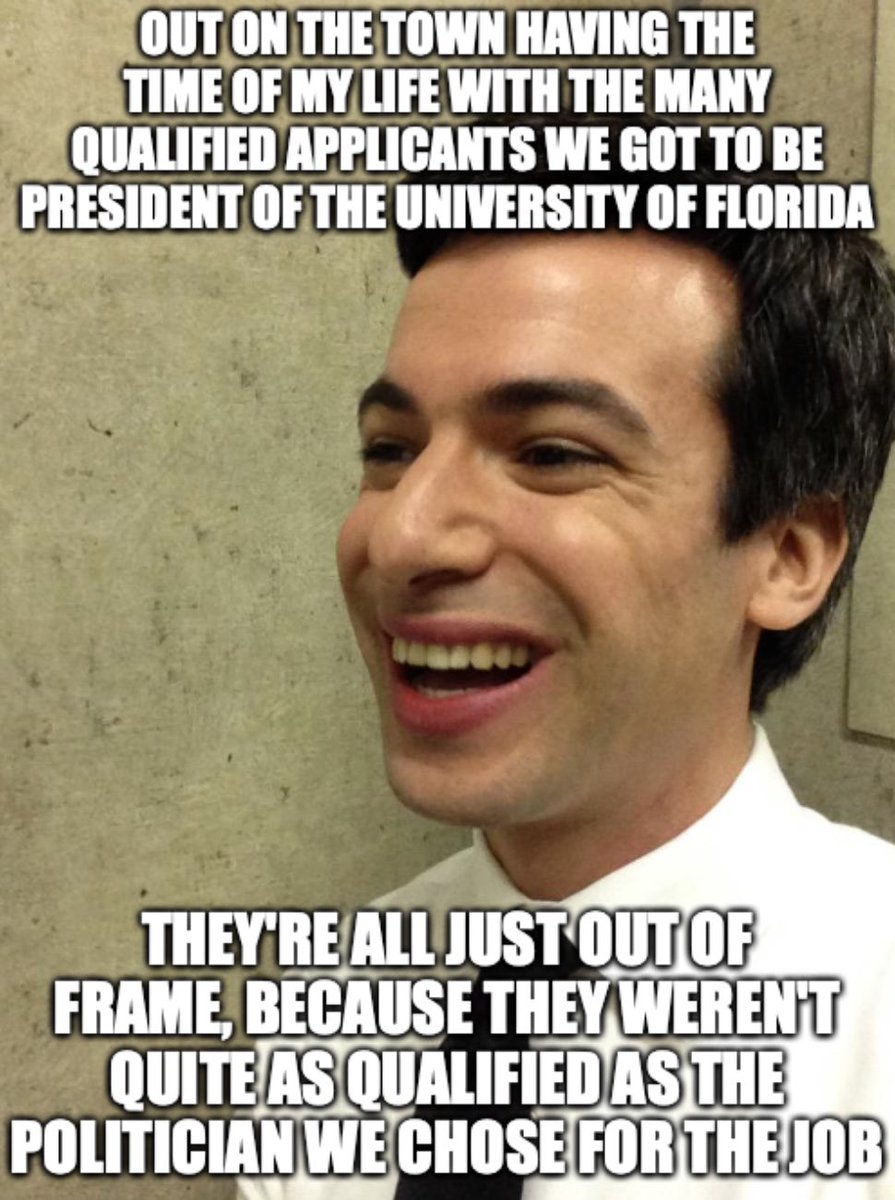 OUT ON THE TOWN HAVING THE
TIME OF MY LIFE WITH THE MANY
QUALIFIED APPLICANTS WE GOT TO BE
PRESIDENT OF THE UNIVERSITY OF FLORIDA
THEY'RE ALL JUST OUT OF
FRAME, BECAUSE THEY WEREN'T
QUITE AS QUALIFIED AS THE
POLITICIAN WE CHOSE FOR THE JOB